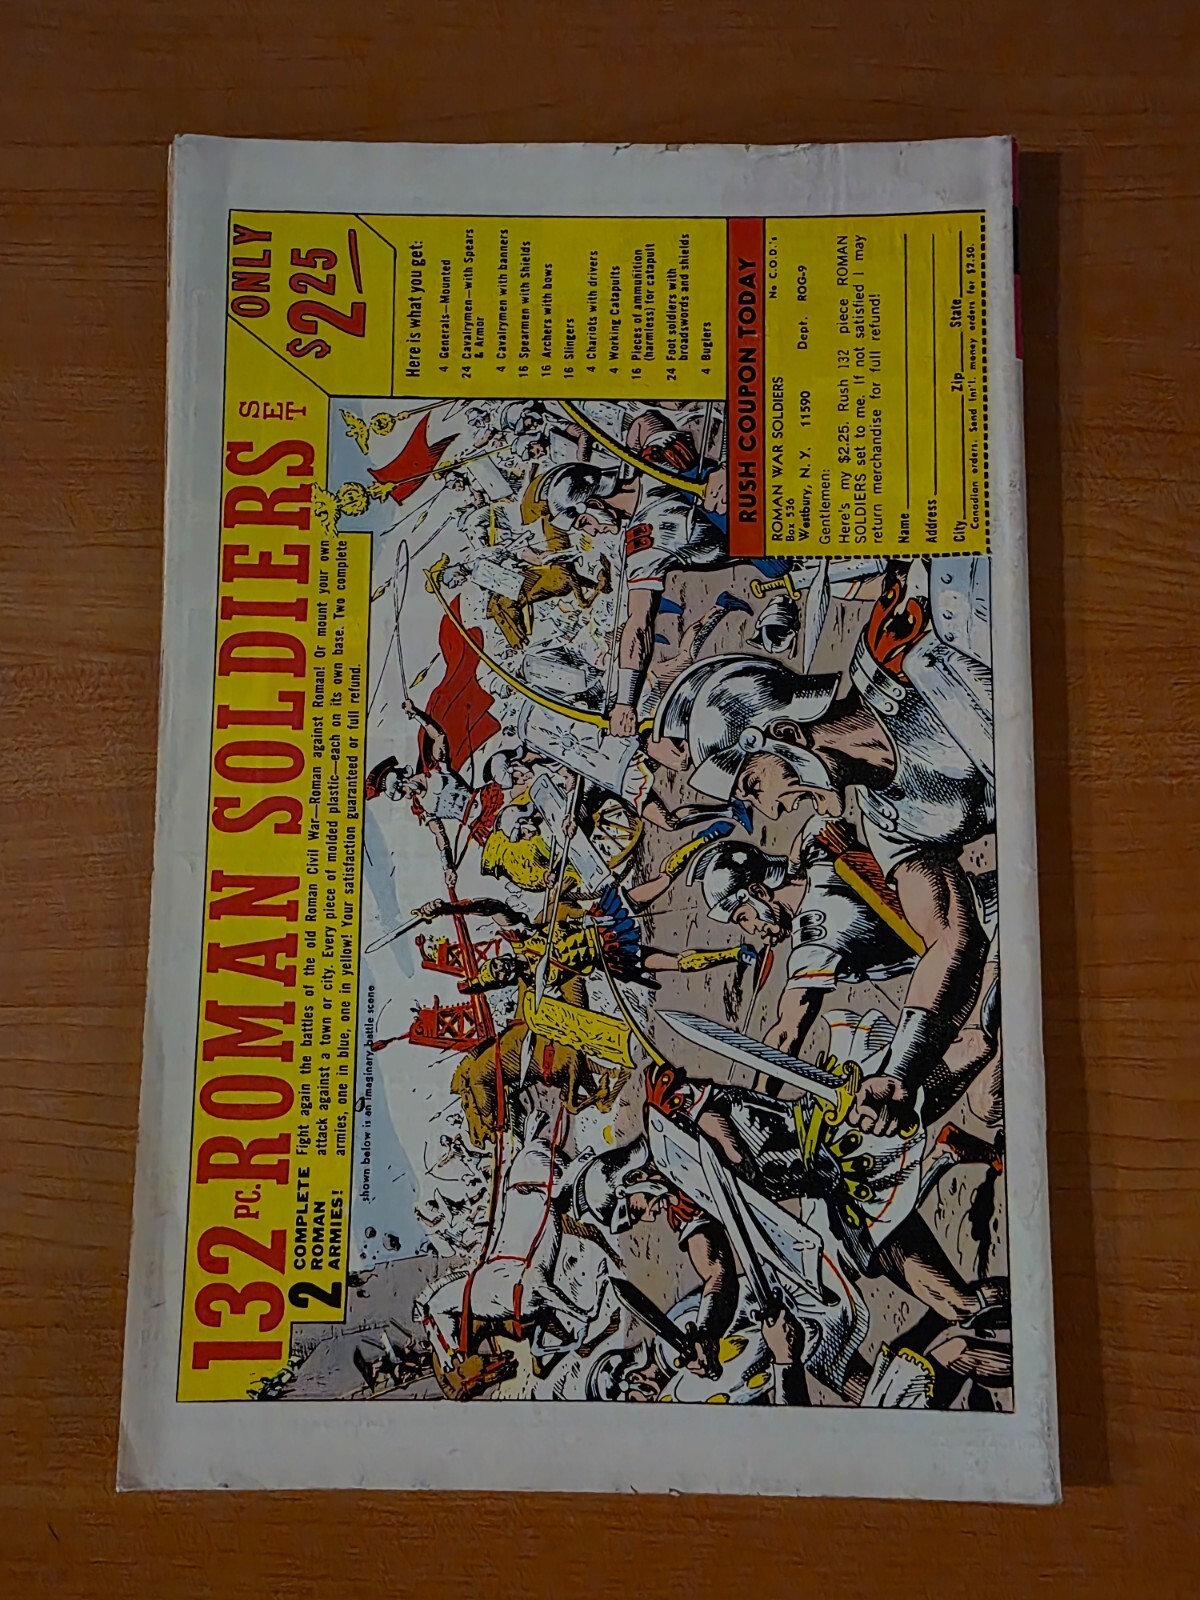 132 PC. ROMAN SOLDIERS SET
ONLY
$2.25
2 COMPLETE
ROMAN
ARMIES!
Fight again the battles of the old Roman Civil War—Roman against Roman! Or mount your own
attack against a town or city. Every piece of molded plastic—each on its own base. Two complete
armies, one in blue, one in yellow! Your satisfaction guaranteed or full refund.
shown below is an imaginary battle scene
Here is what you get:
4 Generals—Mounted
24 Cavalrymen—with Spears
& Armor
4 Cavalrymen with banners
16 Spearmen with Shields
16 Archers with bows
16 Slingers
4 Chariots with drivers
4 Working Catapults
16 Pieces of ammunition
(harmless) for catapult
24 Foot soldiers with
broadswords and shields
4 Buglers
RUSH COUPON TODAY
ROMAN WAR SOLDIERS No C.O.D.'s
Box 536
Westbury, N. Y. 11590 Dept. ROG-9
Gentlemen:
Here's my $2.25. Rush 132 piece ROMAN
SOLDIERS set to me. If not satisfied I may
return merchandise for full refund!
Name
Address
City Zip State
Canadian orders. Send Int'l. money orders for $2.50.